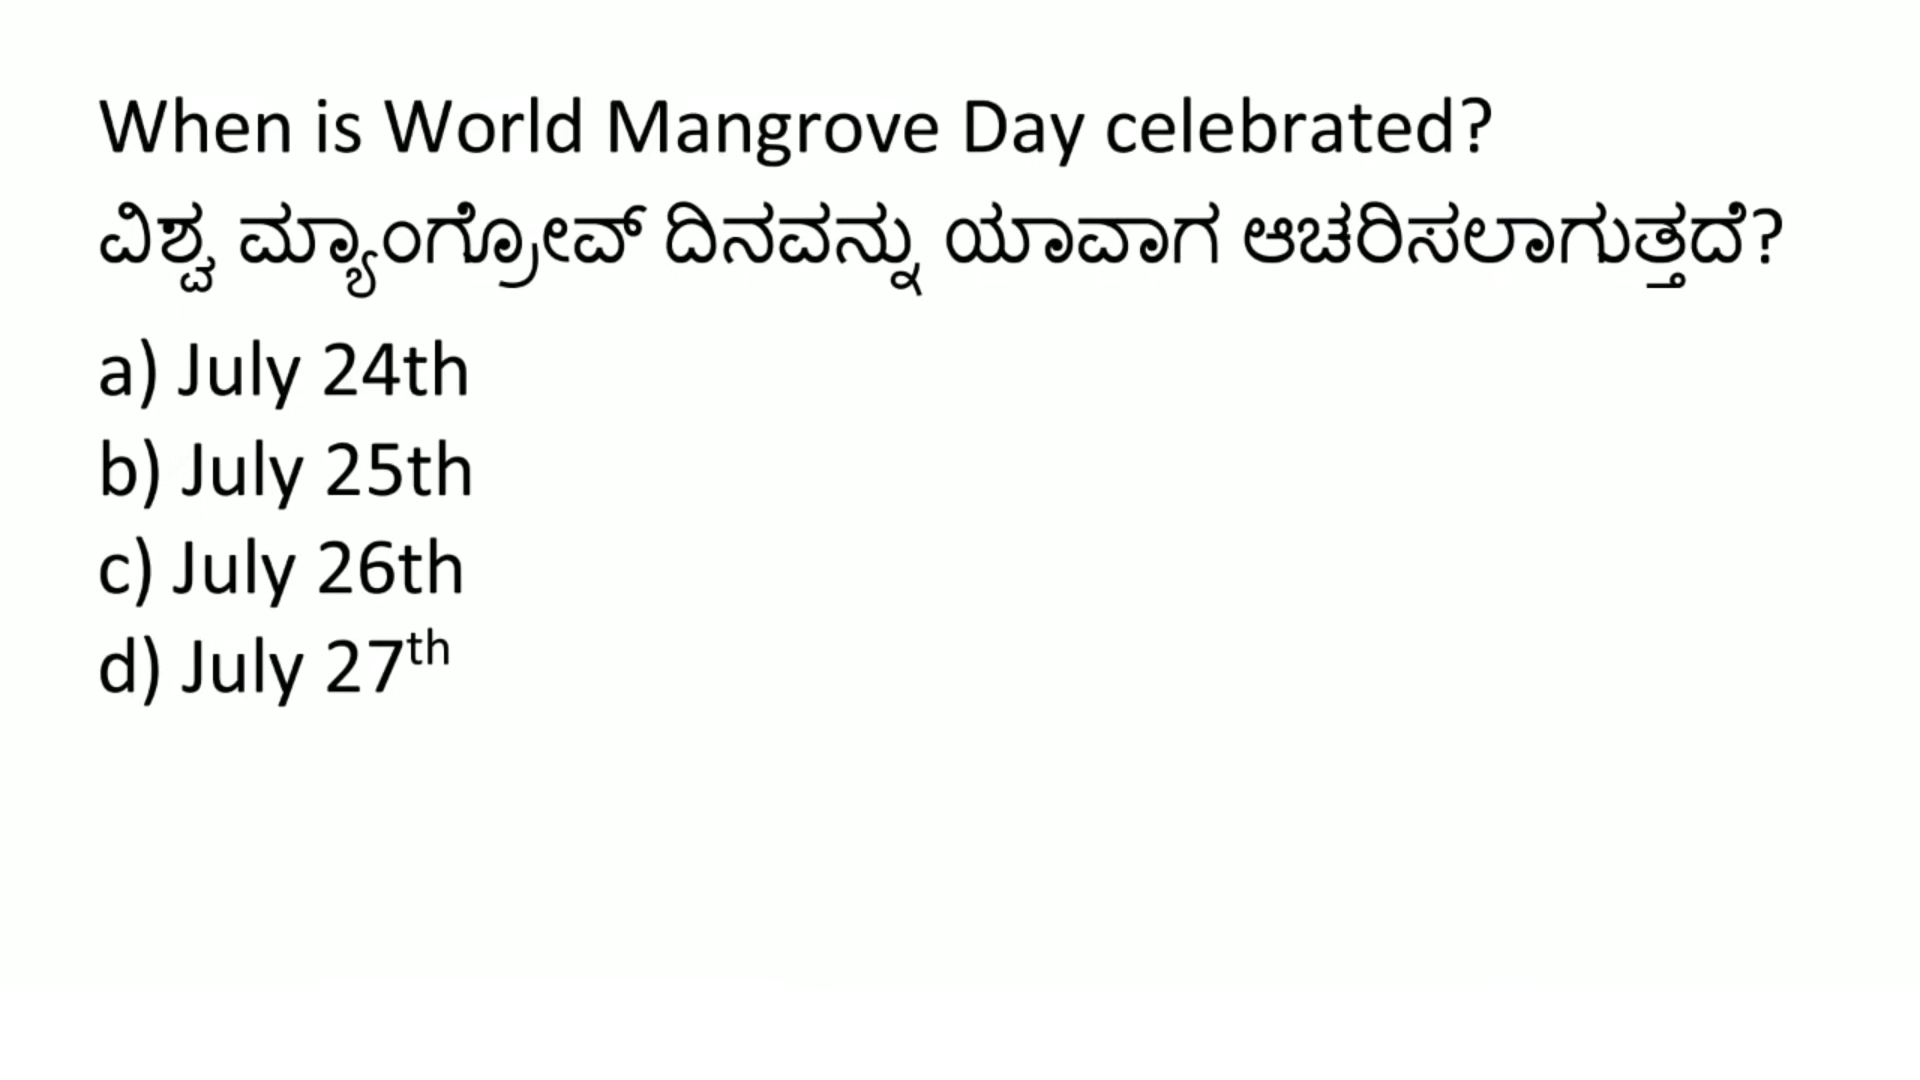 When is World Mangrove Day celebrated?
ವಿಶ್ವ ಮ್ಯಾಂಗ್ರೋವ್ ದಿನವನ್ನು ಯಾವಾಗ ಆಚರಿಸಲಾಗುತ್ತದೆ?
a) July 24th
b) July 25th
c) July 26th
d) July 27th